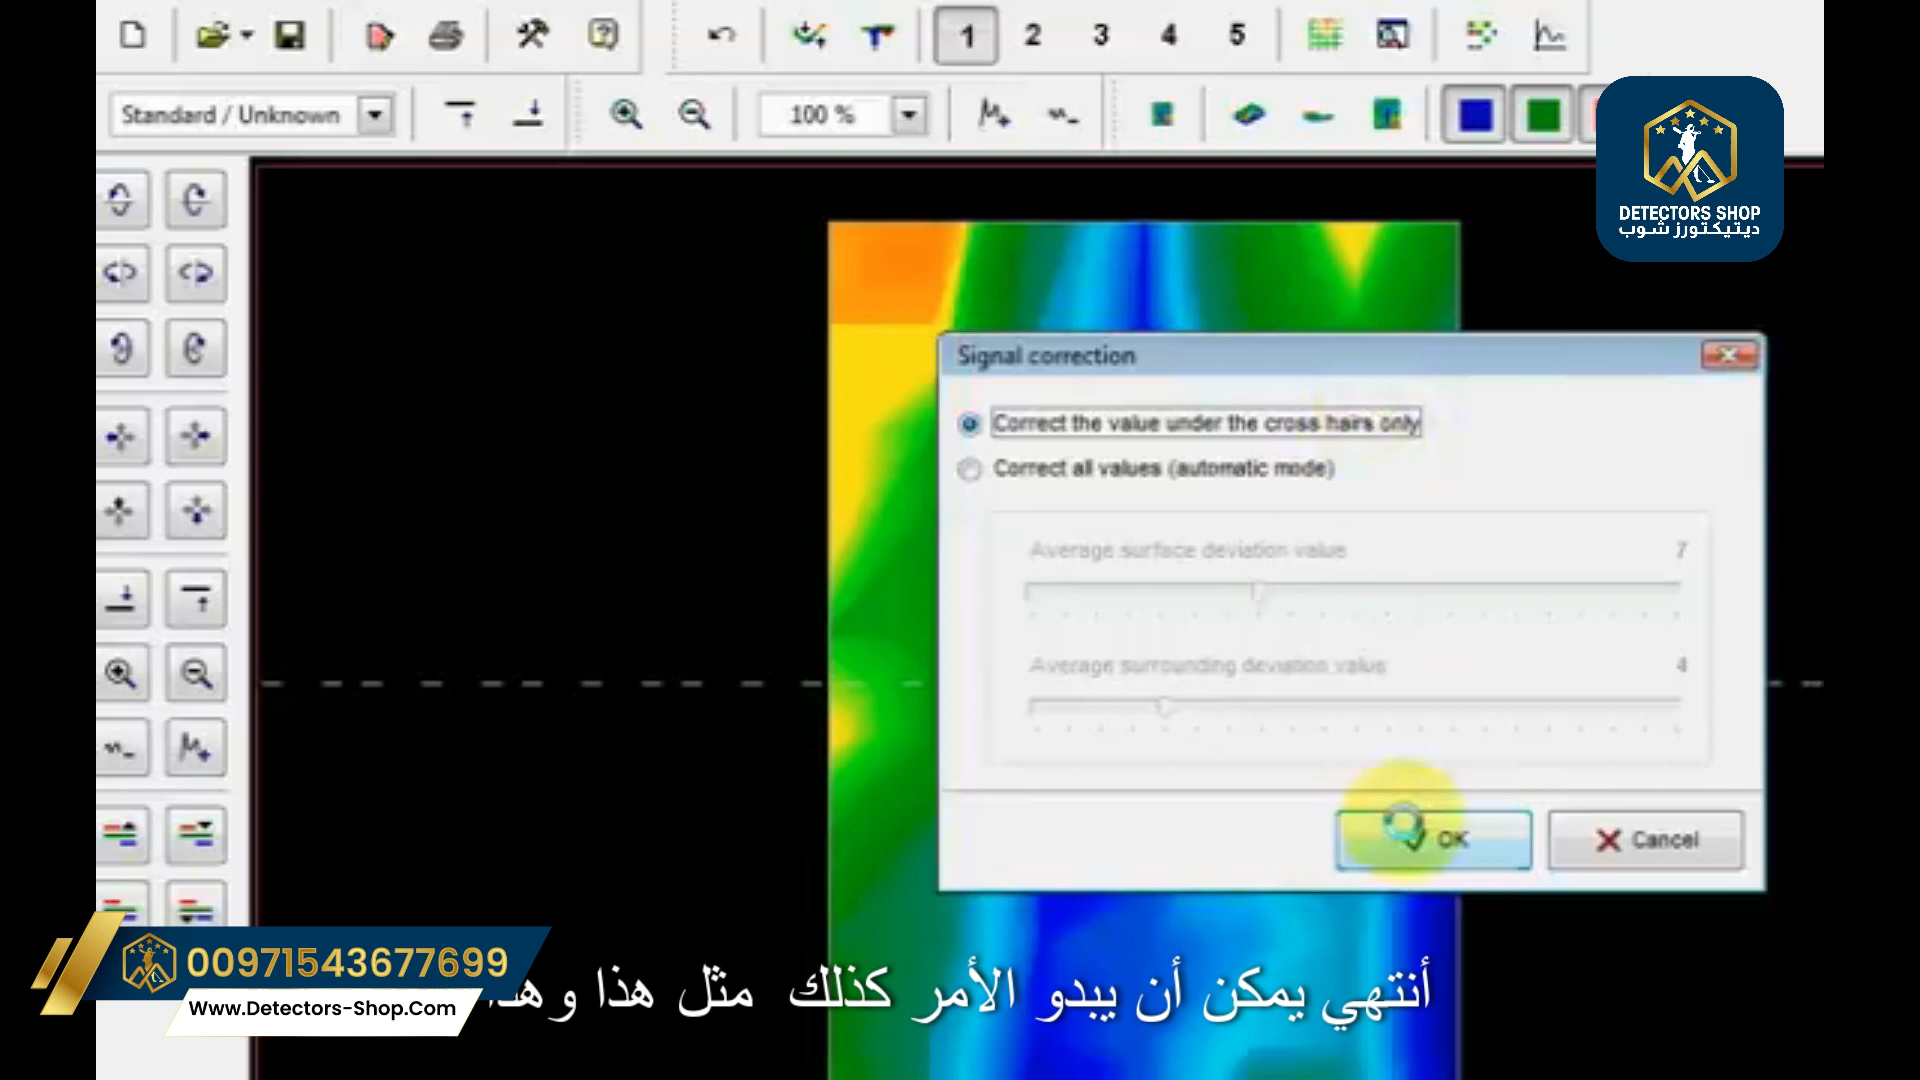 1 2 3 4 5
Standard / Unknown
100 %
DETECTORS SHOP
ديتيكتورز شوب
Signal correction
Correct the value under the cross hairs only
Correct all values (automatic mode)
Average surface deviation value 7
Average surrounding deviation value 4
OK Cancel
00971543677699
www.Detectors-Shop.Com
أنتهي يمكن أن يبدو الأمر كذلك مثل هذا وهذا